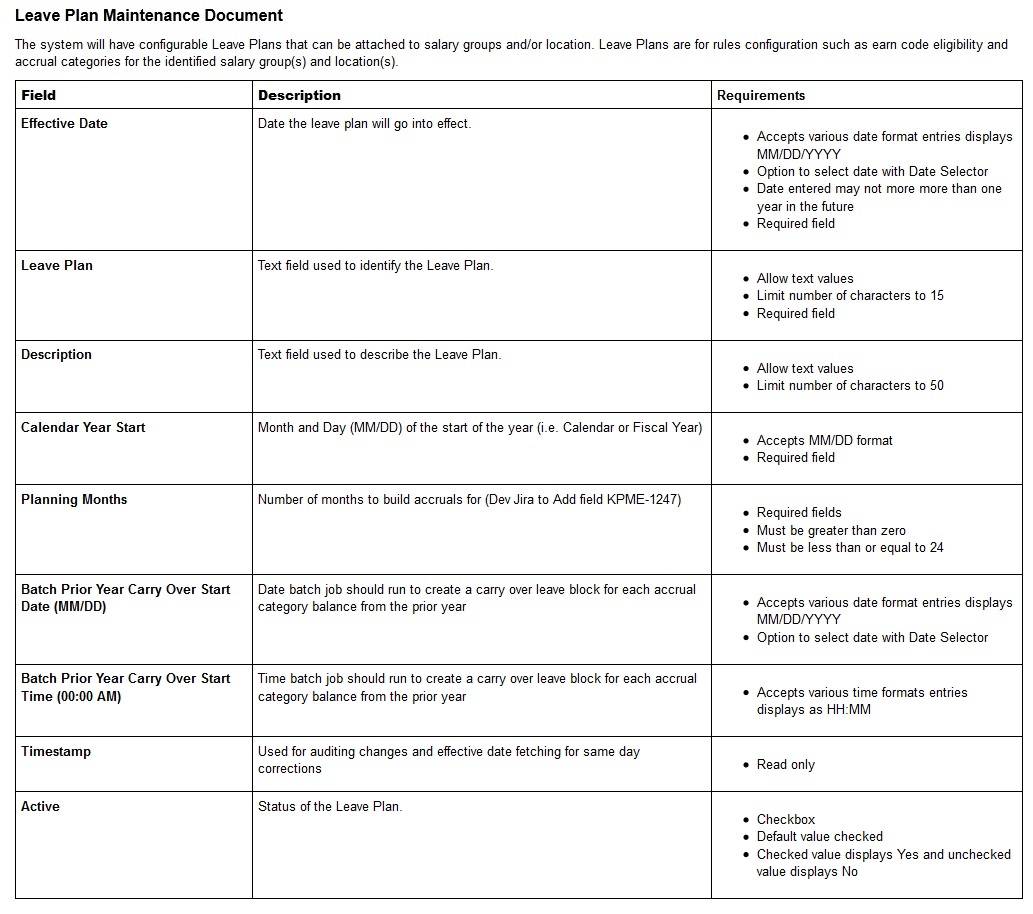 Leave Plan Maintenance Document
The system will have configurable Leave Plans that can be attached to salary groups and/or location. Leave Plans are for rules configuration such as earn code eligibility and
accrual categories for the identified salary group(s) and location(s).
Field
Description
Requirements
Effective Date
Date the leave plan will go into effect.
• Accepts various date format entries displays
MM/DD/YYYY
• Option to select date with Date Selector
• Date entered may not more more than one
year in the future
• Required field
Leave Plan
Text field used to identify the Leave Plan.
• Allow text values
• Limit number of characters to 15
• Required field
Description
Text field used to describe the Leave Plan.
• Allow text values
• Limit number of characters to 50
Calendar Year Start
Month and Day (MM/DD) of the start of the year (i.e. Calendar or Fiscal Year)
• Accepts MM/DD format
• Required field
Planning Months
Number of months to build accruals for (Dev Jira to Add field KPME-1247)
• Required fields
• Must be greater than zero
• Must be less than or equal to 24
Batch Prior Year Carry Over Start
Date (MM/DD)
Date batch job should run to create a carry over leave block for each accrual
category balance from the prior year
• Accepts various date format entries displays
MM/DD/YYYY
• Option to select date with Date Selector
Batch Prior Year Carry Over Start
Time (00:00 AM)
Time batch job should run to create a carry over leave block for each accrual
category balance from the prior year
• Accepts various time formats entries
displays as HH:MM
Timestamp
Used for auditing changes and effective date fetching for same day
corrections
• Read only
Active
Status of the Leave Plan.
• Checkbox
• Default value checked
• Checked value displays Yes and unchecked
value displays No